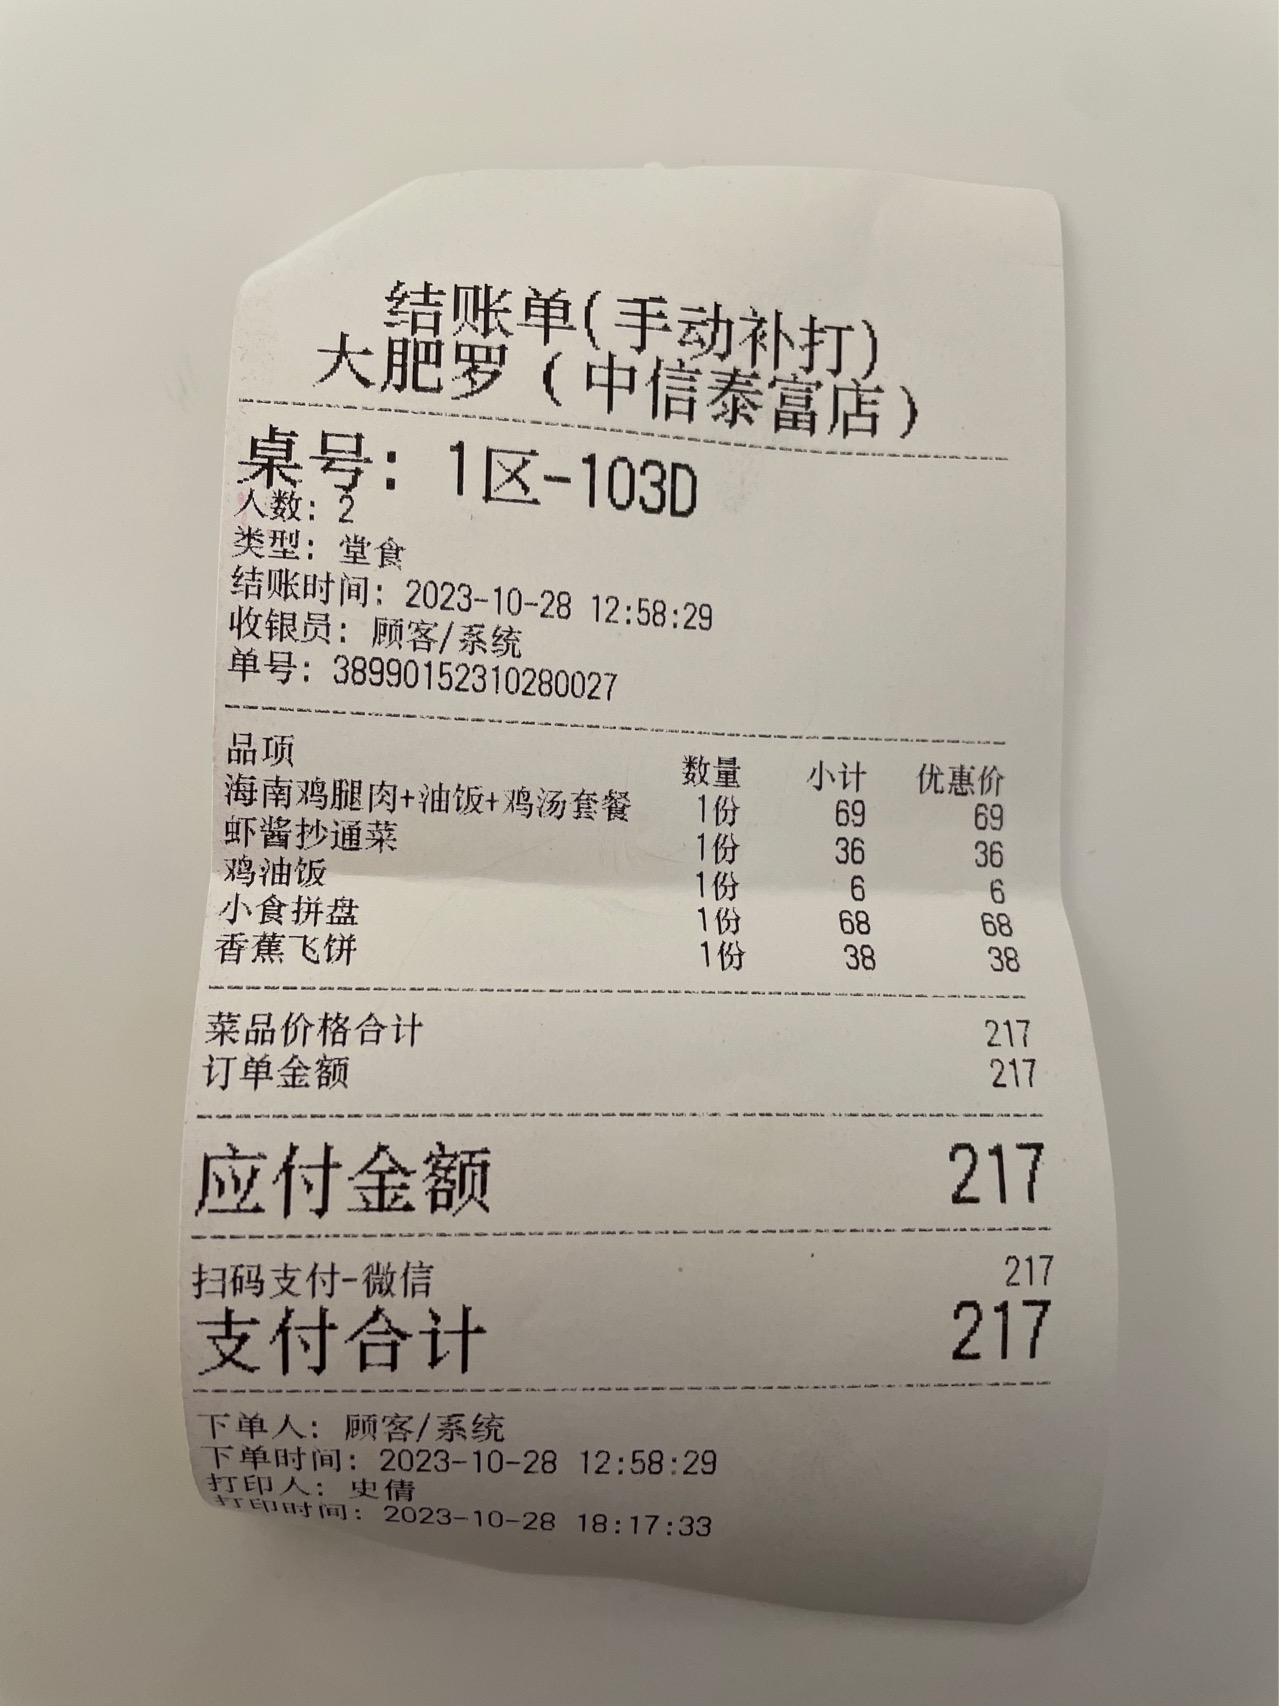 结账单(手动补打)
大肥罗（中信泰富店）
桌号：1区-103D
人数：2
类型：堂食
结账时间：2023-10-28 12:58:29
收银员：顾客/系统
单号：38990152310280027
品项 数量 小计 优惠价
海南鸡腿肉+油饭+鸡汤套餐 1份 69 69
虾酱抄通菜 1份 36 36
鸡油饭 1份 6 6
小食拼盘 1份 68 68
香蕉飞饼 1份 38 38
菜品价格合计 217
订单金额 217
应付金额 217
扫码支付-微信 217
支付合计 217
下单人：顾客/系统
下单时间：2023-10-28 12:58:29
打印人：史倩
打印时间：2023-10-28 18:17:33